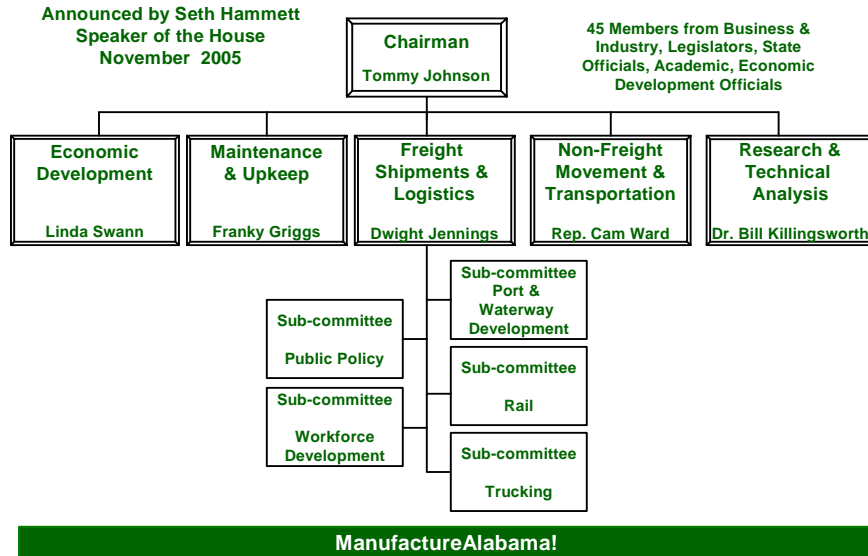 Announced by Seth Hammett
Speaker of the House
November 2005
Chairman
Tommy Johnson
45 Members from Business &
Industry, Legislators, State
Officials, Academic, Economic
Development Officials
Economic
Development
Linda Swann
Maintenance
& Upkeep
Franky Griggs
Freight
Shipments &
Logistics
Dwight Jennings
Non-Freight
Movement &
Transportation
Rep. Cam Ward
Research &
Technical
Analysis
Dr. Bill Killingsworth
Sub-committee
Port &
Waterway
Development
Sub-committee
Public Policy
Sub-committee
Rail
Sub-committee
Workforce
Development
Sub-committee
Trucking
ManufactureAlabama!